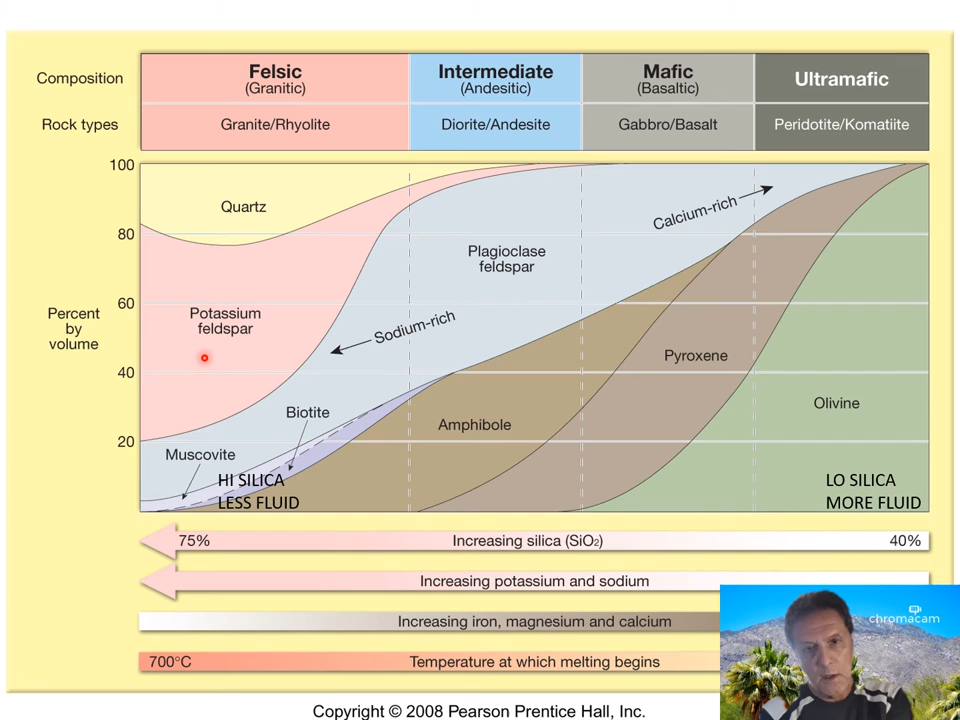 Composition
Felsic
(Granitic)
Intermediate
(Andesitic)
Mafic
(Basaltic)
Ultramafic
Rock types
Granite/Rhyolite
Diorite/Andesite
Gabbro/Basalt
Peridotite/Komatiite
100
80
60
40
20
Percent
by
volume
Quartz
Calcium-rich
Plagioclase
feldspar
Potassium
feldspar
Sodium-rich
Pyroxene
Olivine
Biotite
Amphibole
Muscovite
HI SILICA
LESS FLUID
LO SILICA
MORE FLUID
75%
Increasing silica (SiO₂)
40%
Increasing potassium and sodium
Increasing iron, magnesium and calcium
700°C
Temperature at which melting begins
chromacam
Copyright © 2008 Pearson Prentice Hall, Inc.